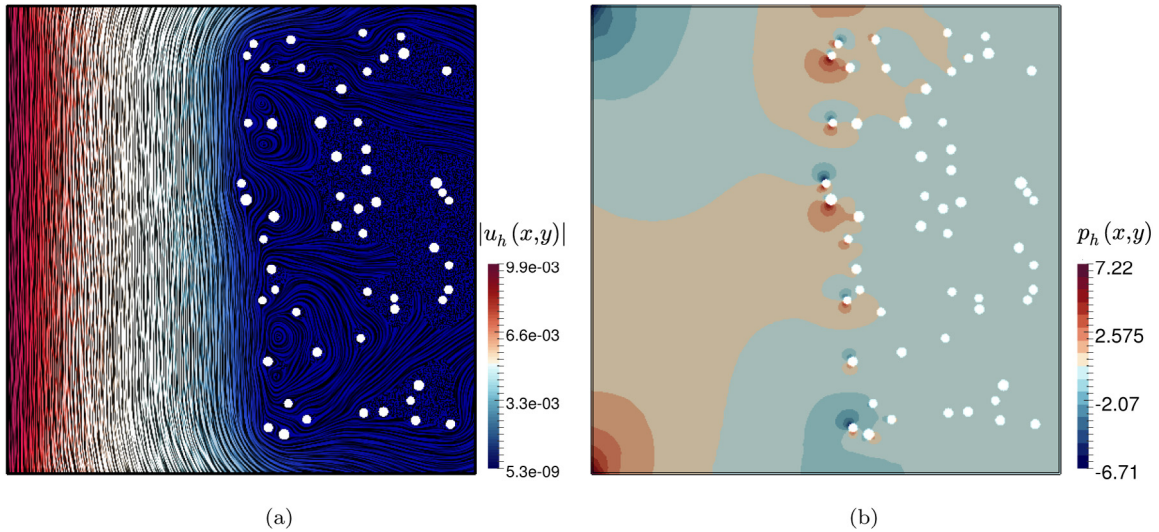 |u_h(x,y)|
9.9e-03
6.6e-03
3.3e-03
5.3e-09
(a)
p_h(x,y)
7.22
2.575
-2.07
-6.71
(b)